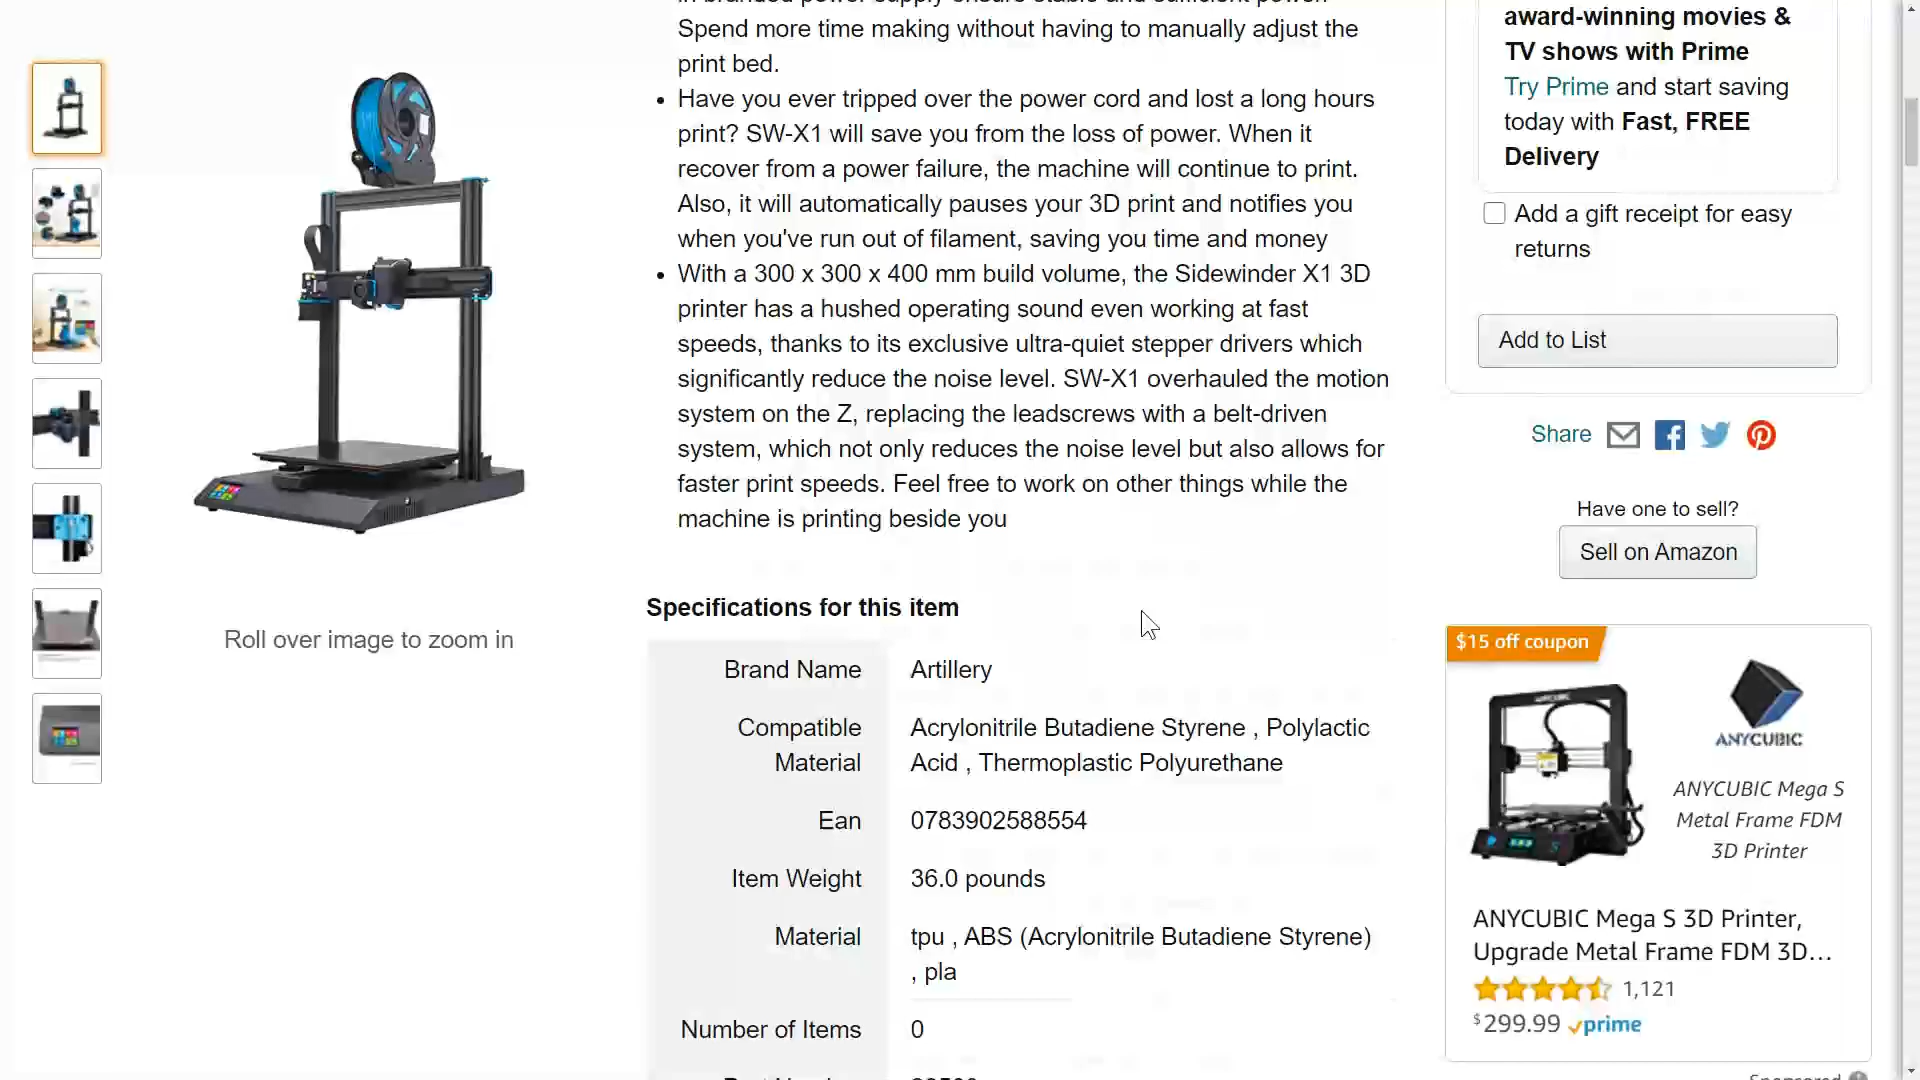 Spend more time making without having to manually adjust the
print bed.
• Have you ever tripped over the power cord and lost a long hours
print? SW-X1 will save you from the loss of power. When it
recover from a power failure, the machine will continue to print.
Also, it will automatically pauses your 3D print and notifies you
when you've run out of filament, saving you time and money
• With a 300 x 300 x 400 mm build volume, the Sidewinder X1 3D
printer has a hushed operating sound even working at fast
speeds, thanks to its exclusive ultra-quiet stepper drivers which
significantly reduce the noise level. SW-X1 overhauled the motion
system on the Z, replacing the leadscrews with a belt-driven
system, which not only reduces the noise level but also allows for
faster print speeds. Feel free to work on other things while the
machine is printing beside you
Roll over image to zoom in
Specifications for this item
Brand Name Artillery
Compatible Acrylonitrile Butadiene Styrene , Polylactic
Material Acid , Thermoplastic Polyurethane
Ean 0783902588554
Item Weight 36.0 pounds
Material tpu , ABS (Acrylonitrile Butadiene Styrene)
, pla
Number of Items 0
award-winning movies &
TV shows with Prime
Try Prime and start saving
today with Fast, FREE
Delivery
Add a gift receipt for easy
returns
Add to List
Share
Have one to sell?
Sell on Amazon
$15 off coupon
ANYCUBIC
ANYCUBIC Mega S
Metal Frame FDM
3D Printer
ANYCUBIC Mega S 3D Printer,
Upgrade Metal Frame FDM 3D...
1,121
$299.99 prime